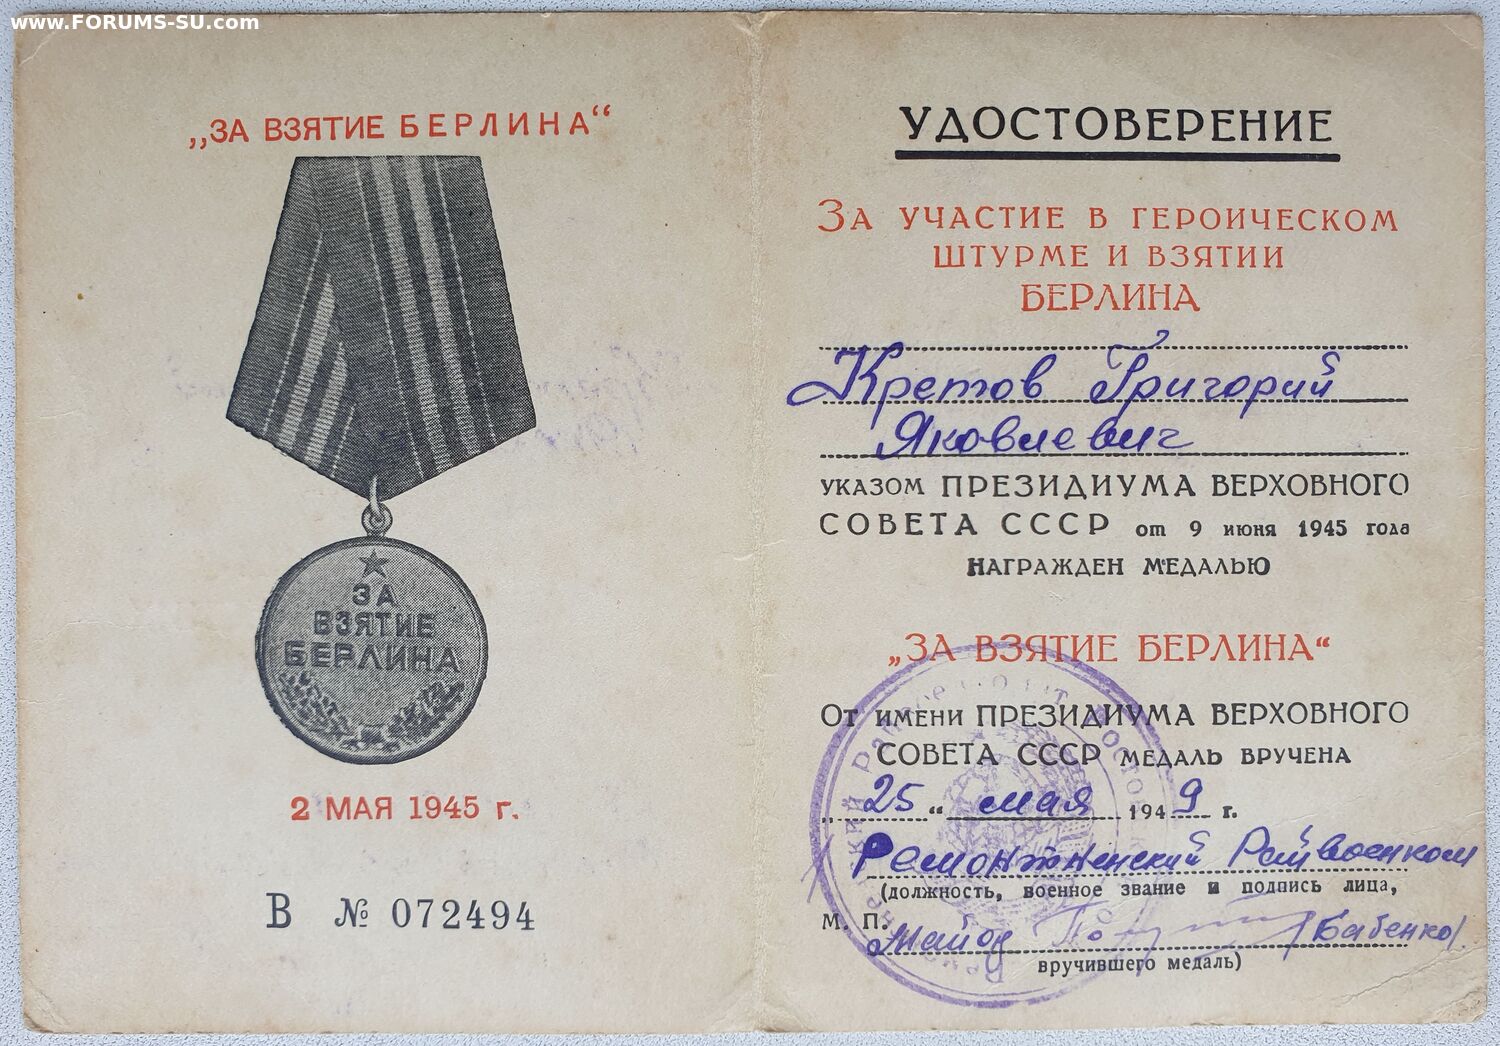 www.FORUMS-SU.com
„ЗА ВЗЯТИЕ БЕРЛИНА“
ЗА
ВЗЯТИЕ
БЕРЛИНА
2 МАЯ 1945 г.
В № 072494
УДОСТОВЕРЕНИЕ
ЗА УЧАСТИЕ В ГЕРОИЧЕСКОМ
ШТУРМЕ И ВЗЯТИИ
БЕРЛИНА
Кретов Григорий
Яковлевич
УКАЗОМ ПРЕЗИДИУМА ВЕРХОВНОГО
СОВЕТА СССР от 9 июня 1945 года
НАГРАЖДЕН МЕДАЛЬЮ
„ЗА ВЗЯТИЕ БЕРЛИНА“
ОТ ИМЕНИ ПРЕЗИДИУМА ВЕРХОВНОГО
СОВЕТА СССР МЕДАЛЬ ВРУЧЕНА
„25“ мая 1949 г.
Ремонтненский Райвоенком
(должность, военное звание и подпись лица,
М. П. Майор Бабенко
вручившего медаль)